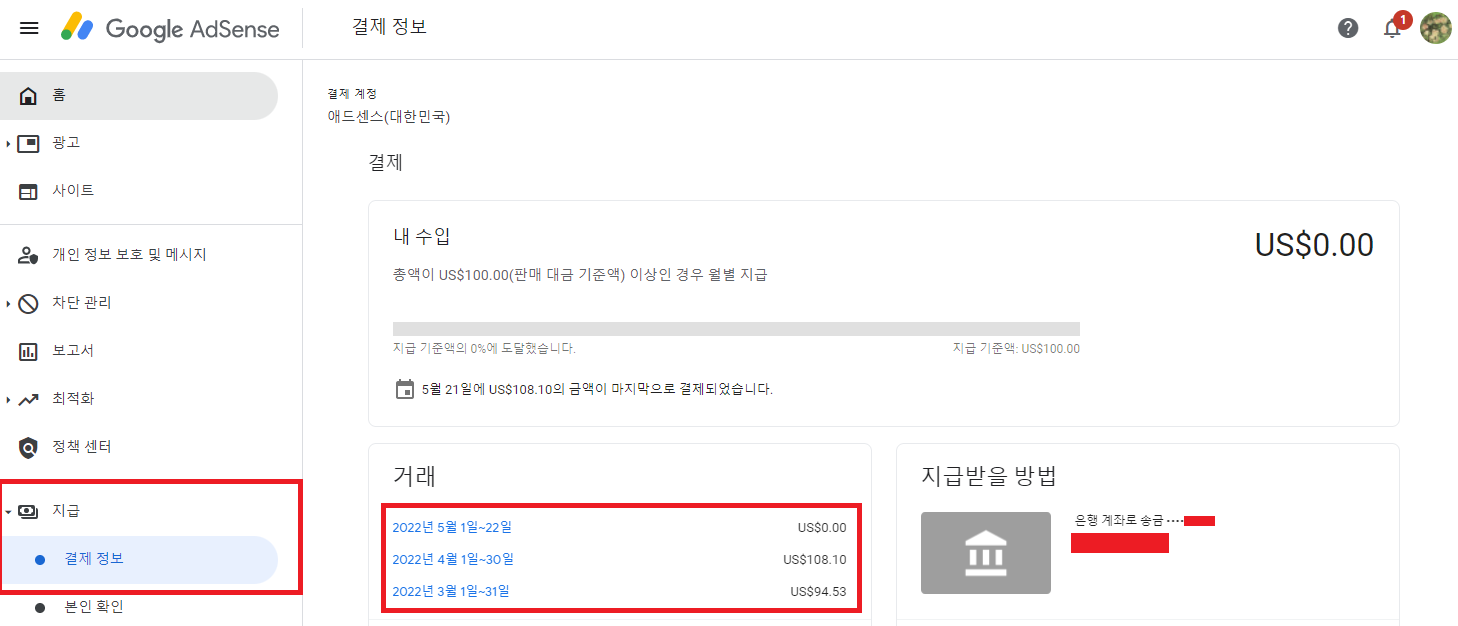 Google AdSense
결제 정보
1
홈
광고
사이트
개인 정보 보호 및 메시지
차단 관리
보고서
최적화
정책 센터
지급
결제 정보
본인 확인
결제 계정
애드센스(대한민국)
결제
내 수입
US$0.00
총액이 US$100.00(판매 대금 기준액) 이상인 경우 월별 지급
지급 기준액의 0%에 도달했습니다.
지급 기준액: US$100.00
5월 21일에 US$108.10의 금액이 마지막으로 결제되었습니다.
거래
2022년 5월 1일~22일 US$0.00
2022년 4월 1일~30일 US$108.10
2022년 3월 1일~31일 US$94.53
지급받을 방법
은행 계좌로 송금 ····